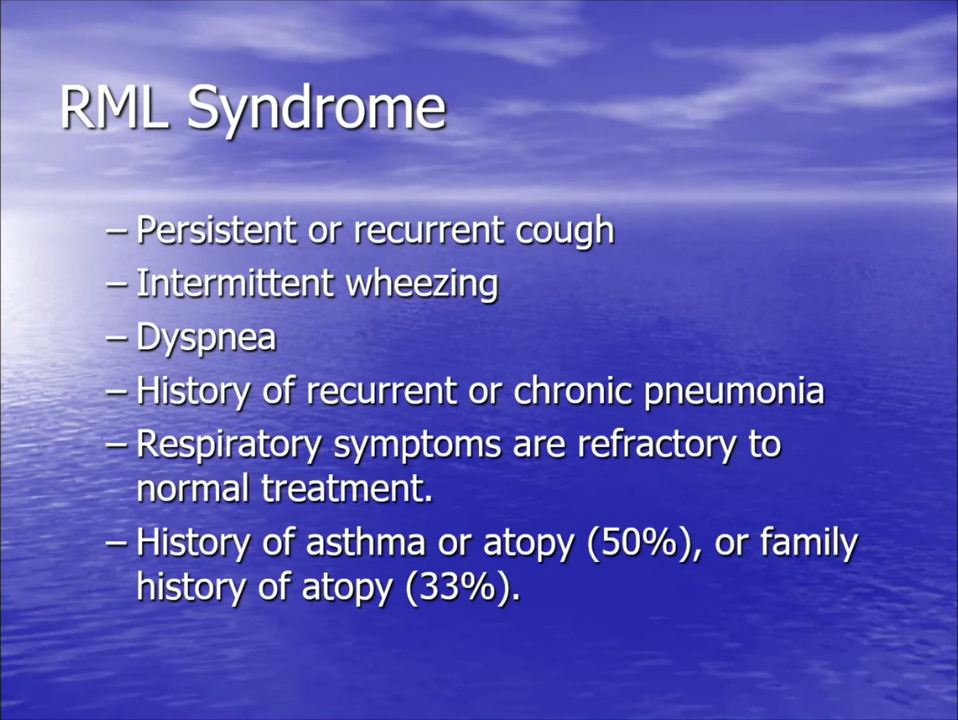 RML Syndrome
– Persistent or recurrent cough
– Intermittent wheezing
– Dyspnea
– History of recurrent or chronic pneumonia
– Respiratory symptoms are refractory to
normal treatment.
– History of asthma or atopy (50%), or family
history of atopy (33%).